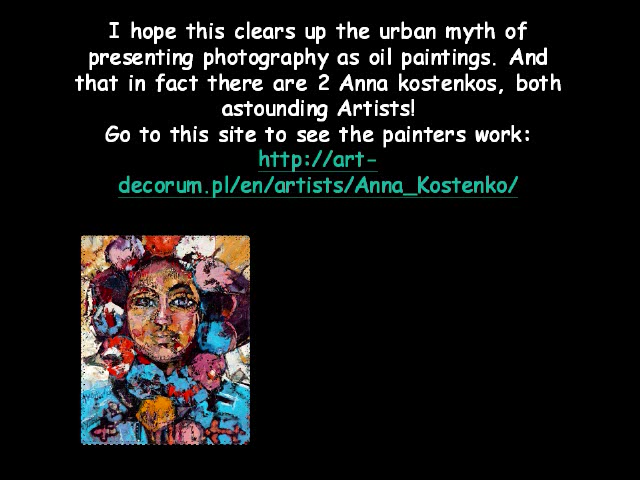 I hope this clears up the urban myth of
presenting photography as oil paintings. And
that in fact there are 2 Anna kostenkos, both
astounding Artists!
Go to this site to see the painters work:
http://art-
decorum.pl/en/artists/Anna_Kostenko/